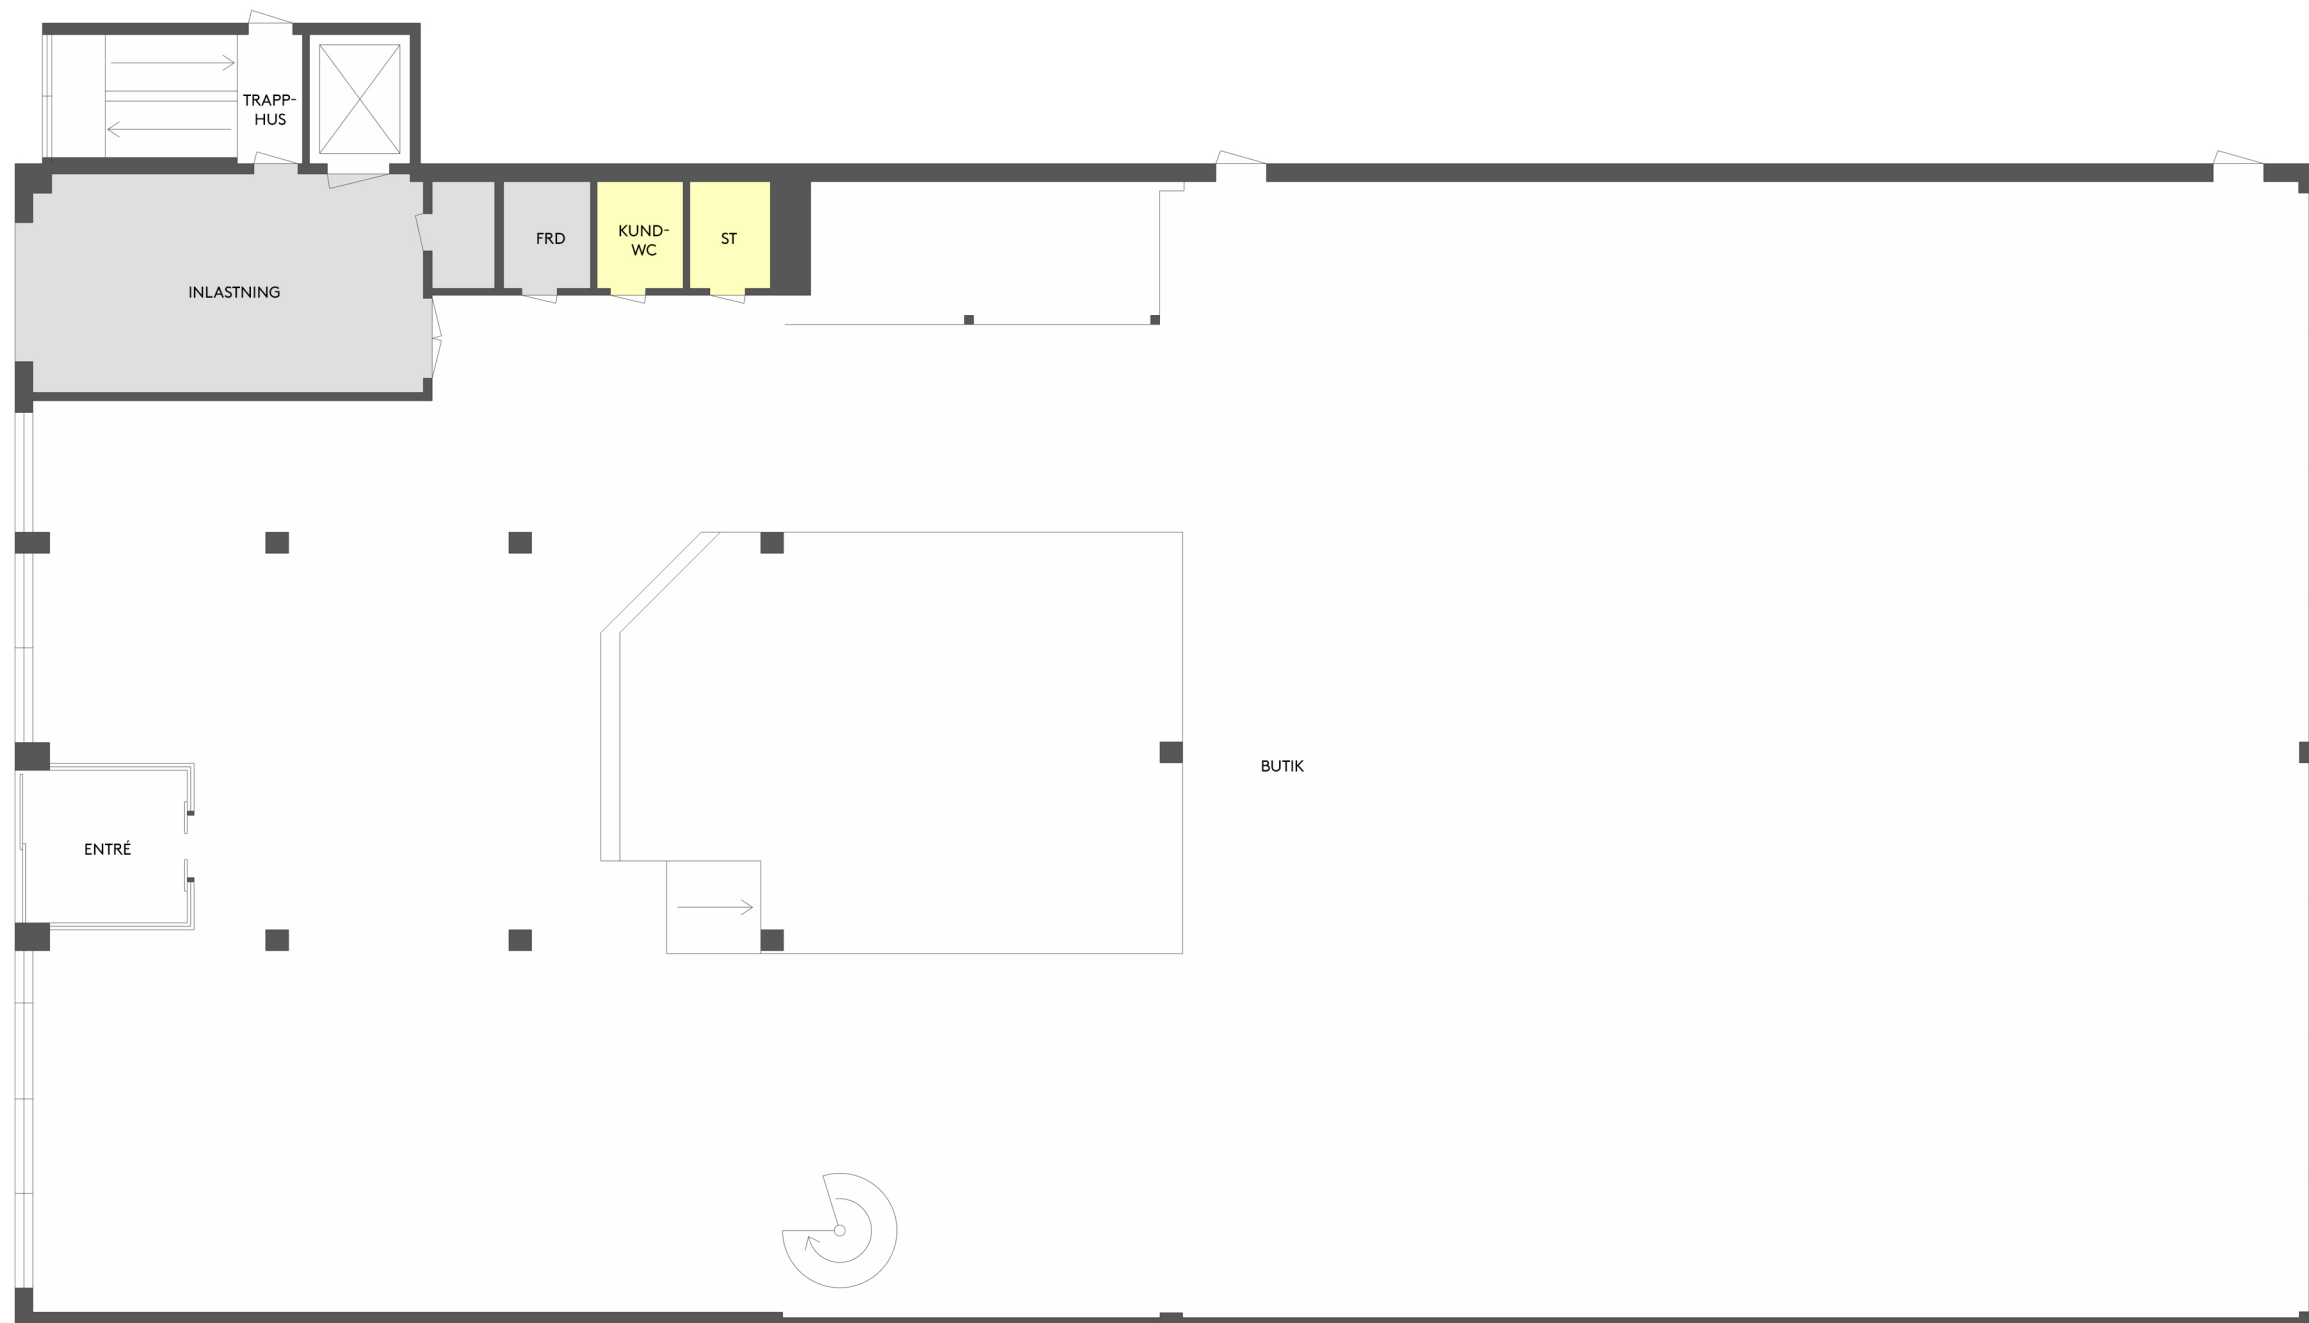 TRAPP-
HUS
FRD
KUND-
WC
ST
INLASTNING
BUTIK
ENTRÉ